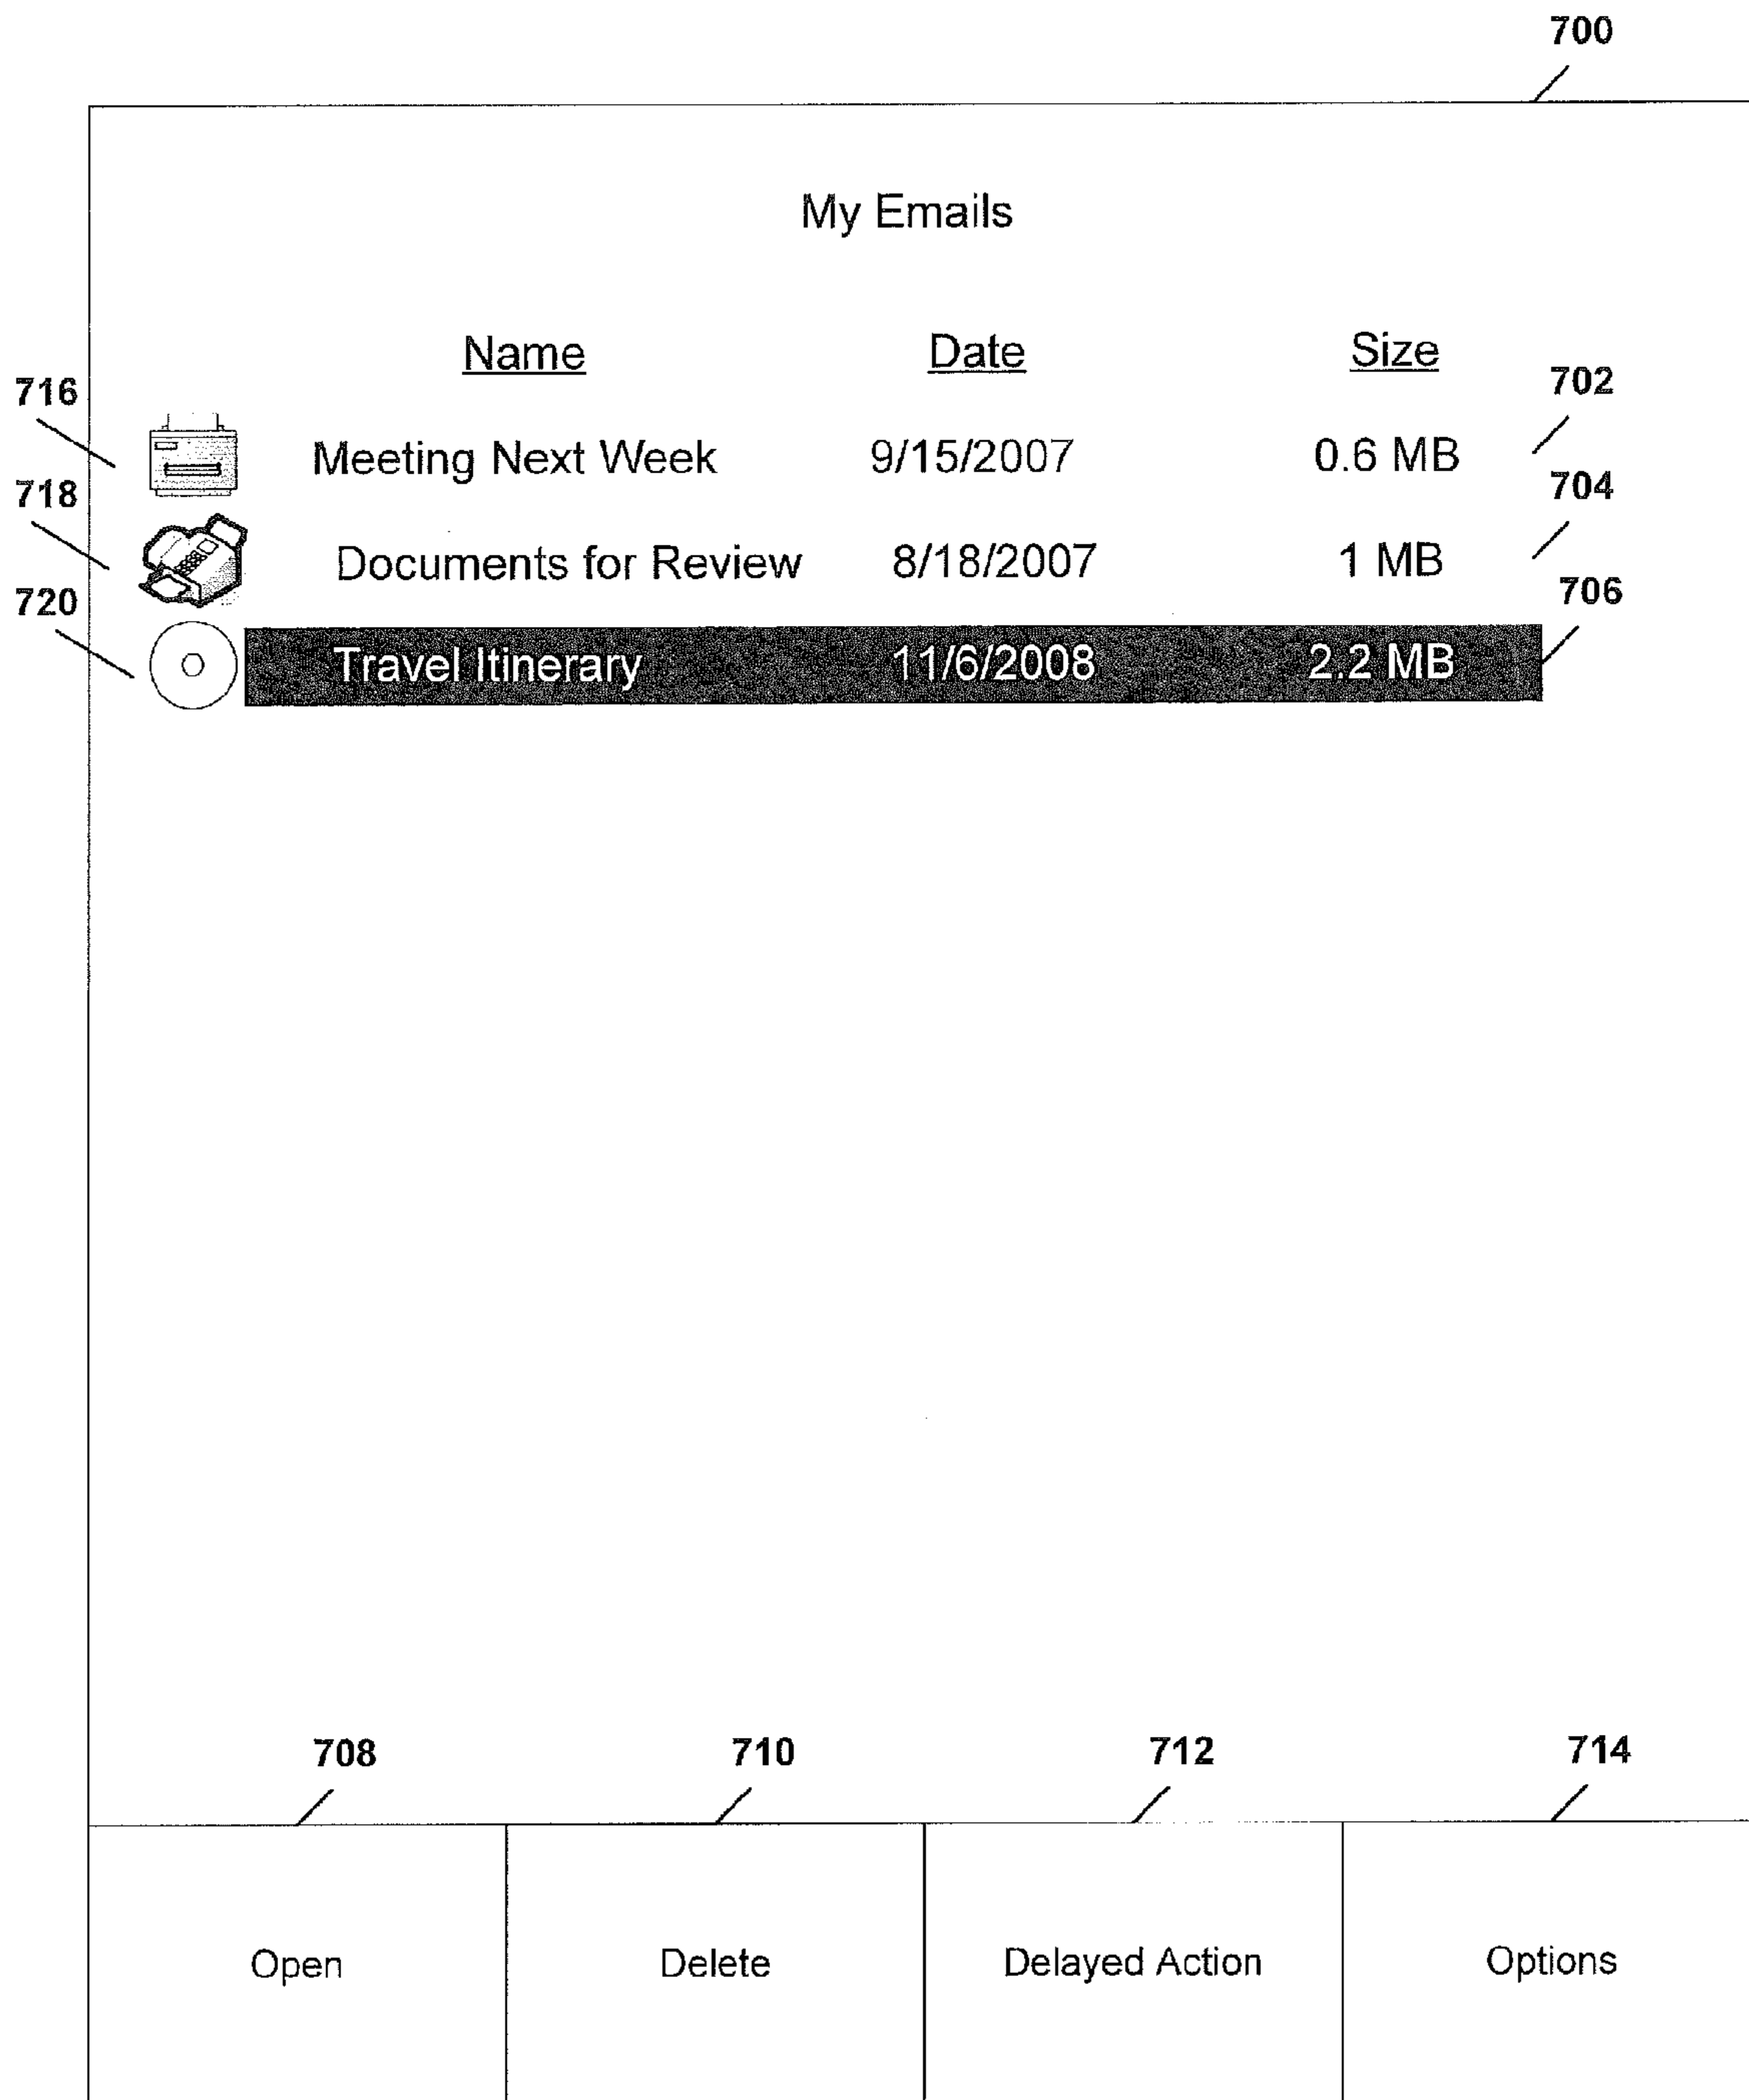 700
My Emails
Name Date Size
716 702
Meeting Next Week 9/15/2007 0.6 MB
718 704
Documents for Review 8/18/2007 1 MB
720 706
Travel Itinerary 11/6/2008 2.2 MB
708 710 712 714
Open Delete Delayed Action Options